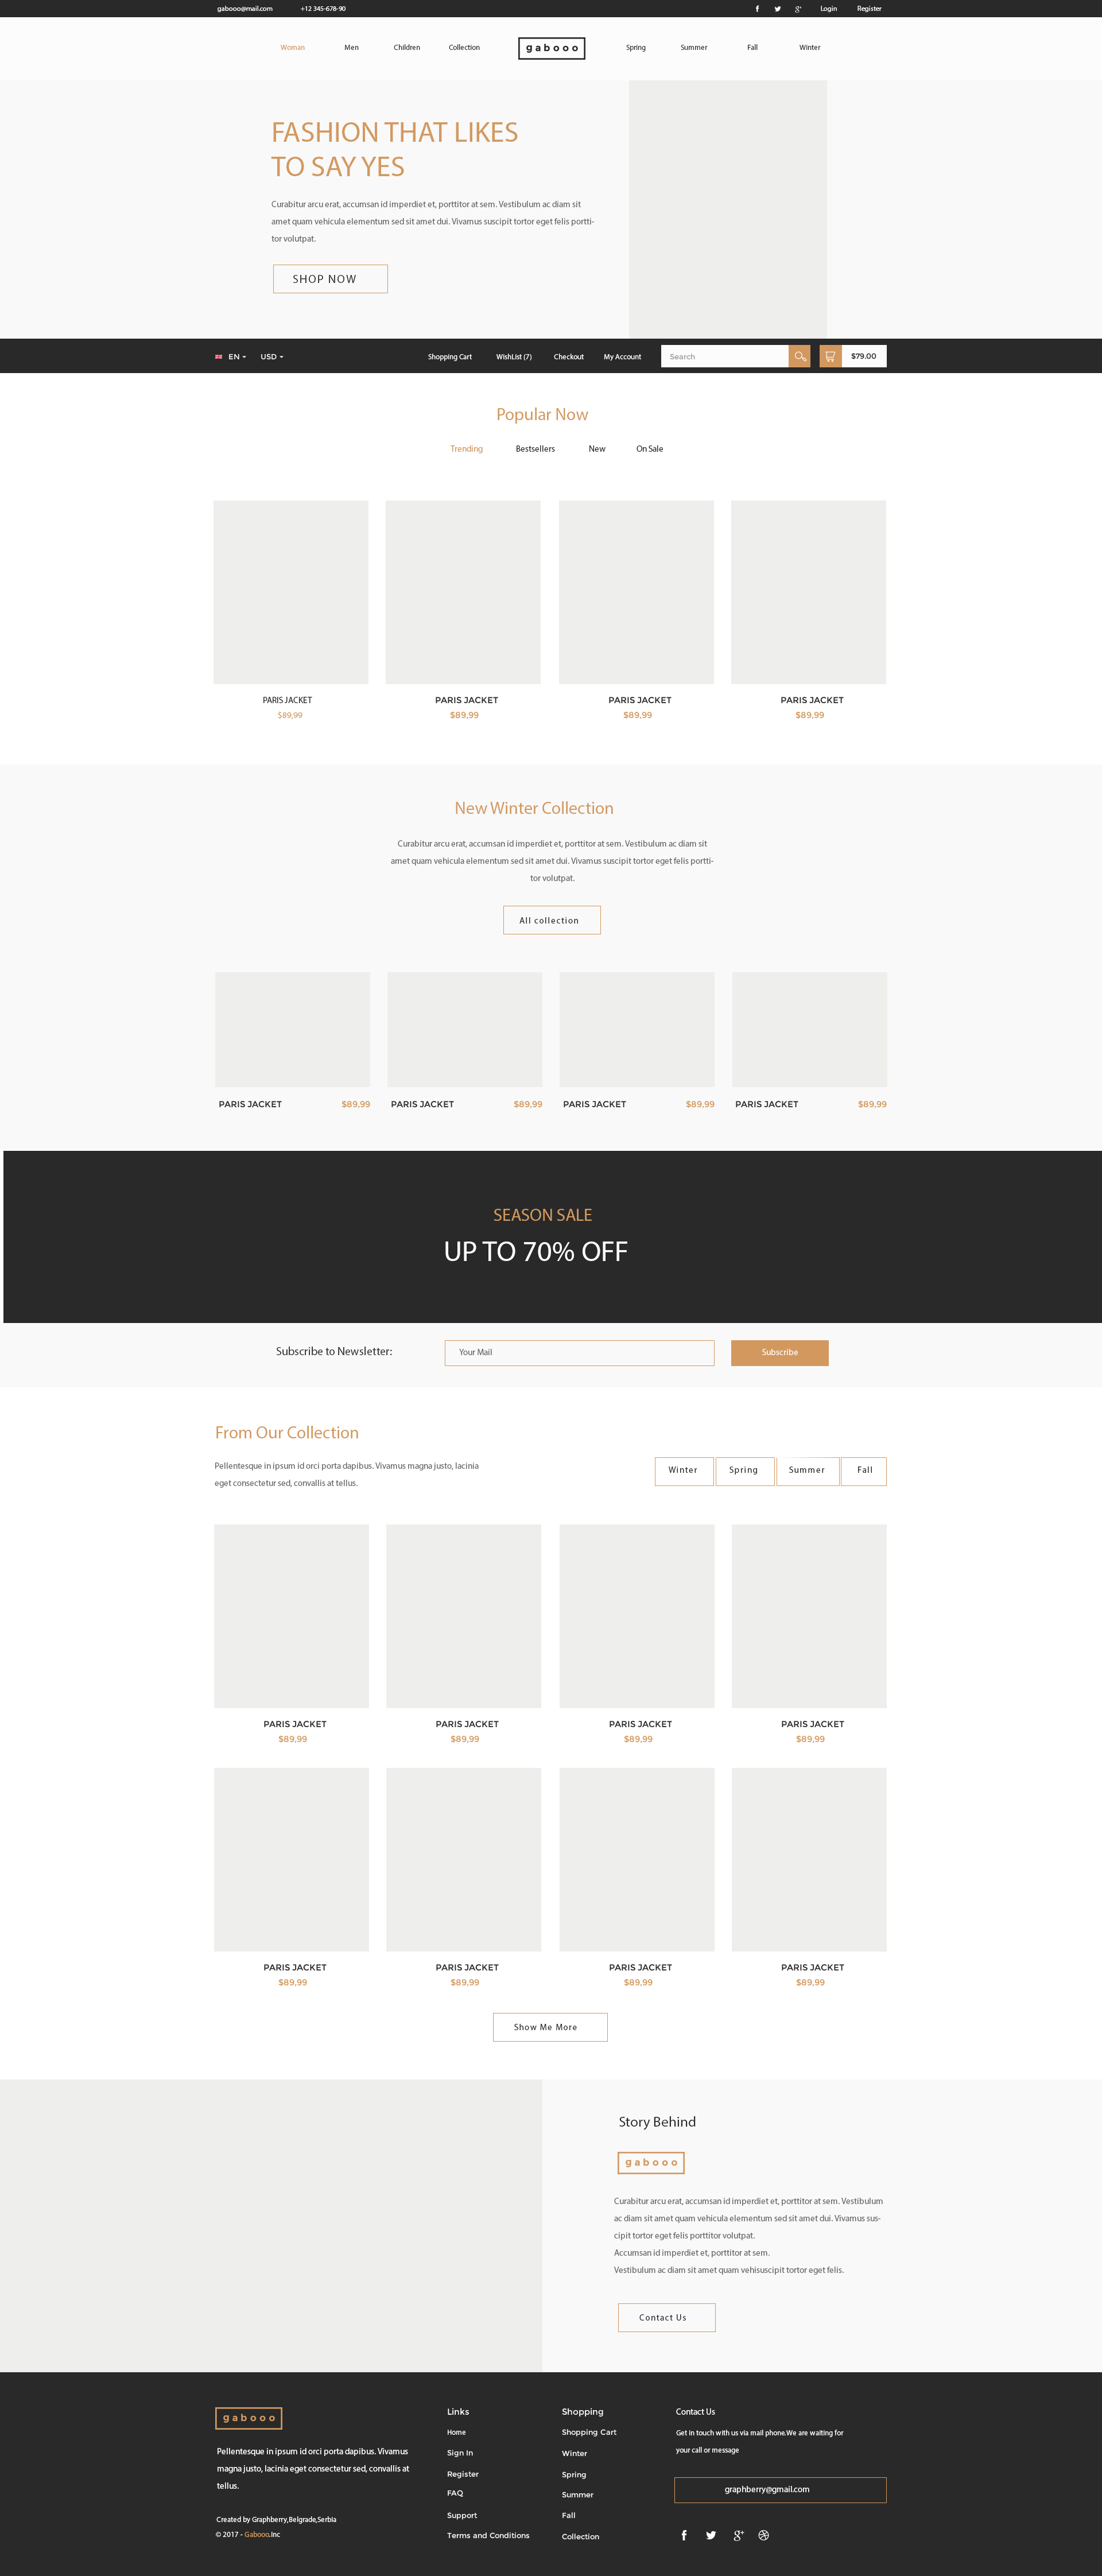 gabooo@mail.com +12 345-678-90 Login Register
Woman Men Children Collection gabooo Spring Summer Fall Winter
FASHION THAT LIKES
TO SAY YES
Curabitur arcu erat, accumsan id imperdiet et, porttitor at sem. Vestibulum ac diam sit
amet quam vehicula elementum sed sit amet dui. Vivamus suscipit tortor eget felis portti-
tor volutpat.
SHOP NOW
EN USD Shopping Cart WishList (7) Checkout My Account Search $79.00
Popular Now
Trending Bestsellers New On Sale
PARIS JACKET PARIS JACKET PARIS JACKET PARIS JACKET
$89,99 $89,99 $89,99 $89,99
New Winter Collection
Curabitur arcu erat, accumsan id imperdiet et, porttitor at sem. Vestibulum ac diam sit
amet quam vehicula elementum sed sit amet dui. Vivamus suscipit tortor eget felis portti-
tor volutpat.
All collection
PARIS JACKET $89,99 PARIS JACKET $89,99 PARIS JACKET $89,99 PARIS JACKET $89,99
SEASON SALE
UP TO 70% OFF
Subscribe to Newsletter: Your Mail Subscribe
From Our Collection
Pellentesque in ipsum id orci porta dapibus. Vivamus magna justo, lacinia
eget consectetur sed, convallis at tellus.
Winter Spring Summer Fall
PARIS JACKET PARIS JACKET PARIS JACKET PARIS JACKET
$89,99 $89,99 $89,99 $89,99
PARIS JACKET PARIS JACKET PARIS JACKET PARIS JACKET
$89,99 $89,99 $89,99 $89,99
Show Me More
Story Behind
gabooo
Curabitur arcu erat, accumsan id imperdiet et, porttitor at sem. Vestibulum
ac diam sit amet quam vehicula elementum sed sit amet dui. Vivamus sus-
cipit tortor eget felis porttitor volutpat.
Accumsan id imperdiet et, porttitor at sem.
Vestibulum ac diam sit amet quam vehisuscipit tortor eget felis.
Contact Us
gabooo
Pellentesque in ipsum id orci porta dapibus. Vivamus
magna justo, lacinia eget consectetur sed, convallis at
tellus.
Created by Graphberry,Belgrade,Serbia
© 2017 - Gabooo.Inc
Links
Home
Sign In
Register
FAQ
Support
Terms and Conditions
Shopping
Shopping Cart
Winter
Spring
Summer
Fall
Collection
Contact Us
Get in touch with us via mail phone.We are waiting for
your call or message
graphberry@gmail.com